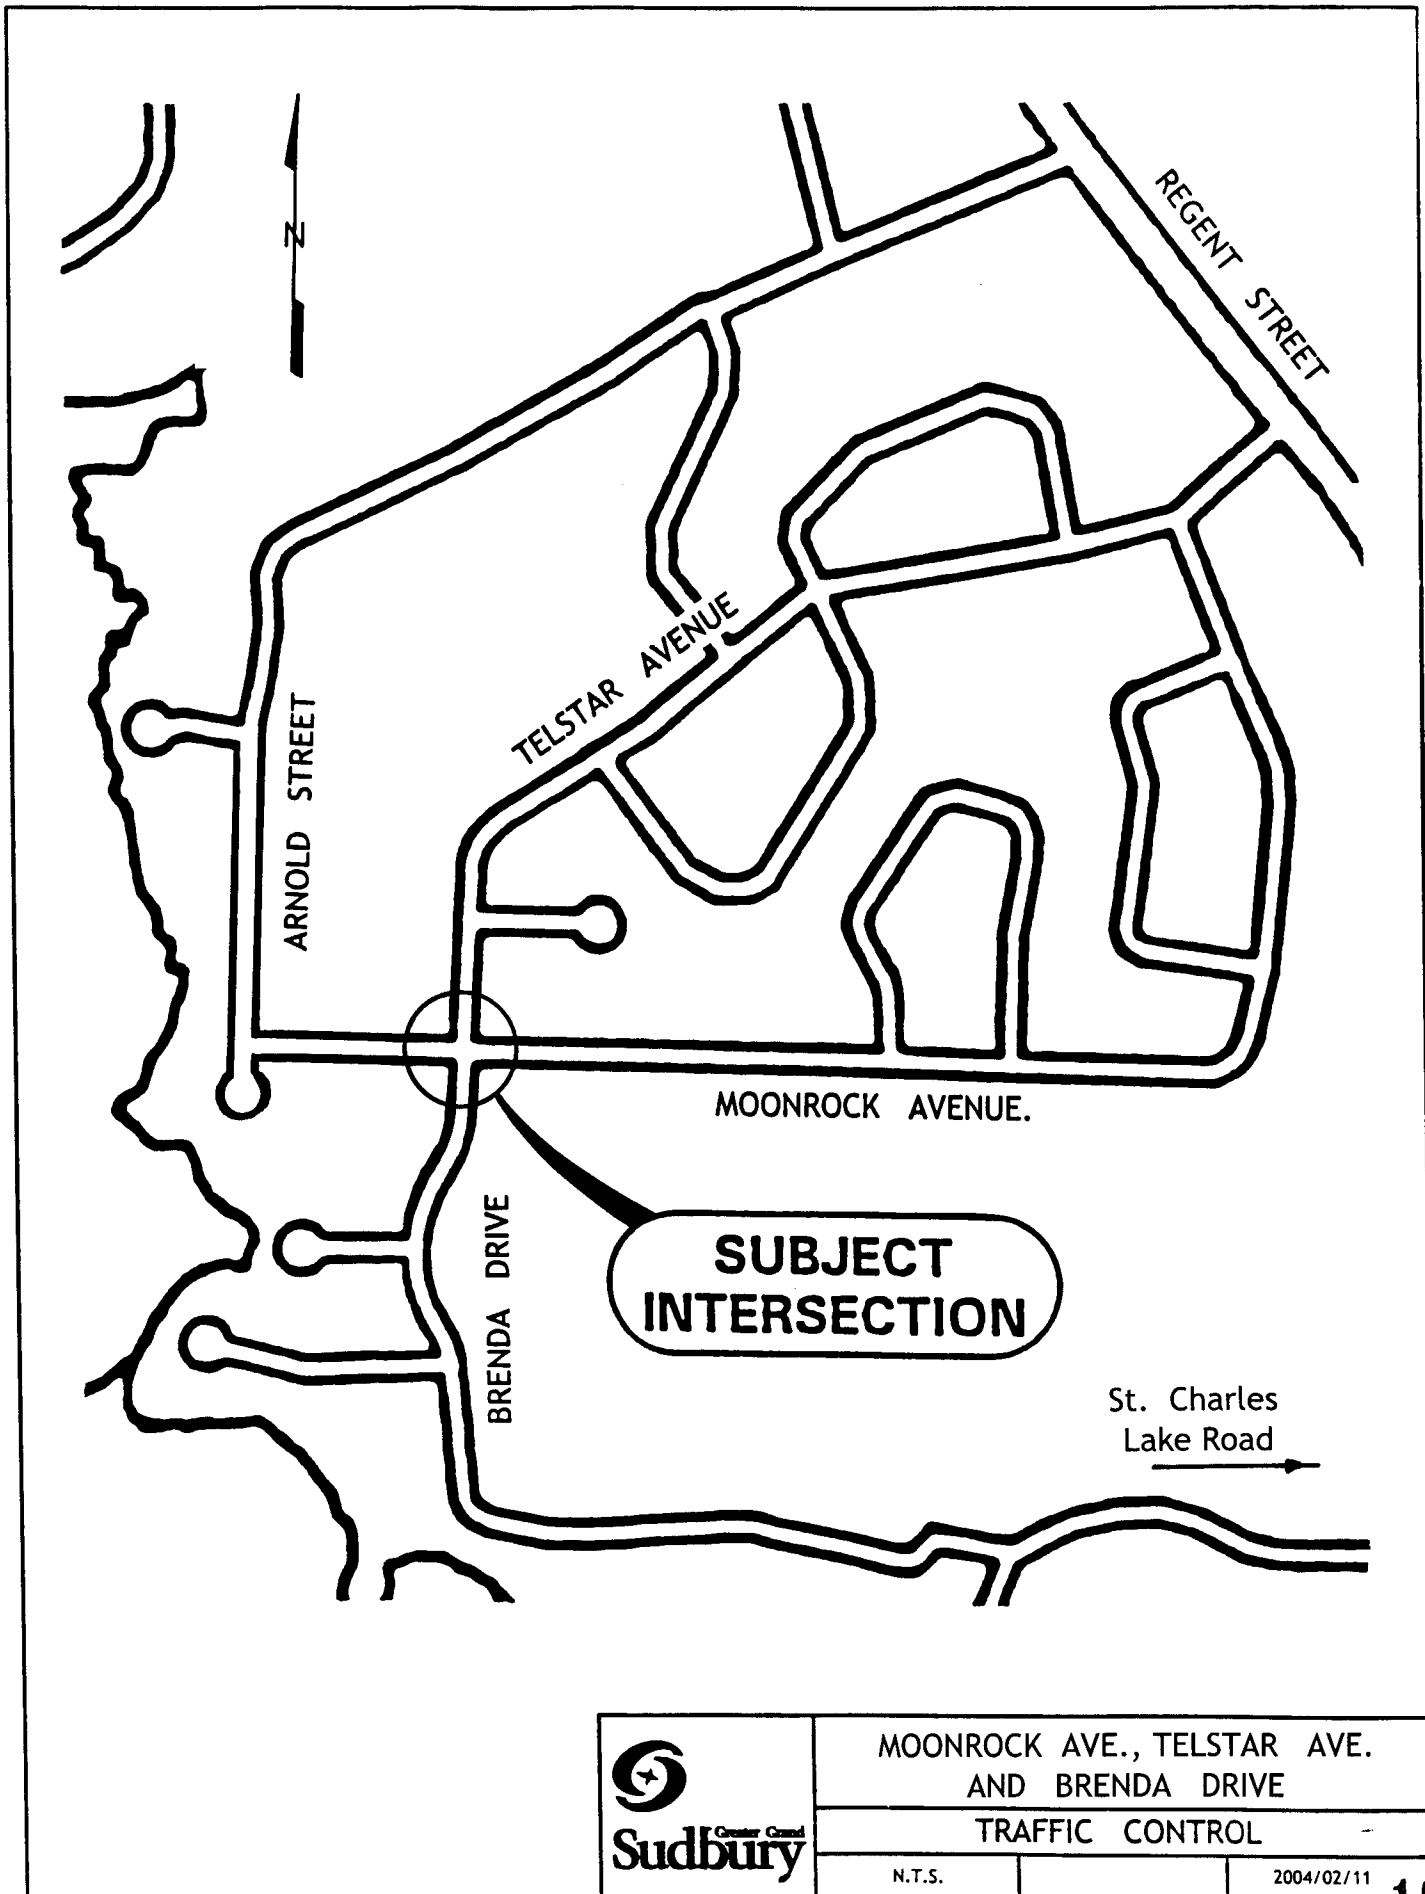 N
REGENT STREET
TELSTAR AVENUE
ARNOLD STREET
MOONROCK AVENUE.
BRENDA DRIVE
SUBJECT
INTERSECTION
St. Charles
Lake Road
Greater Grand
Sudbury
MOONROCK AVE., TELSTAR AVE.
AND BRENDA DRIVE
TRAFFIC CONTROL
N.T.S.
2004/02/11